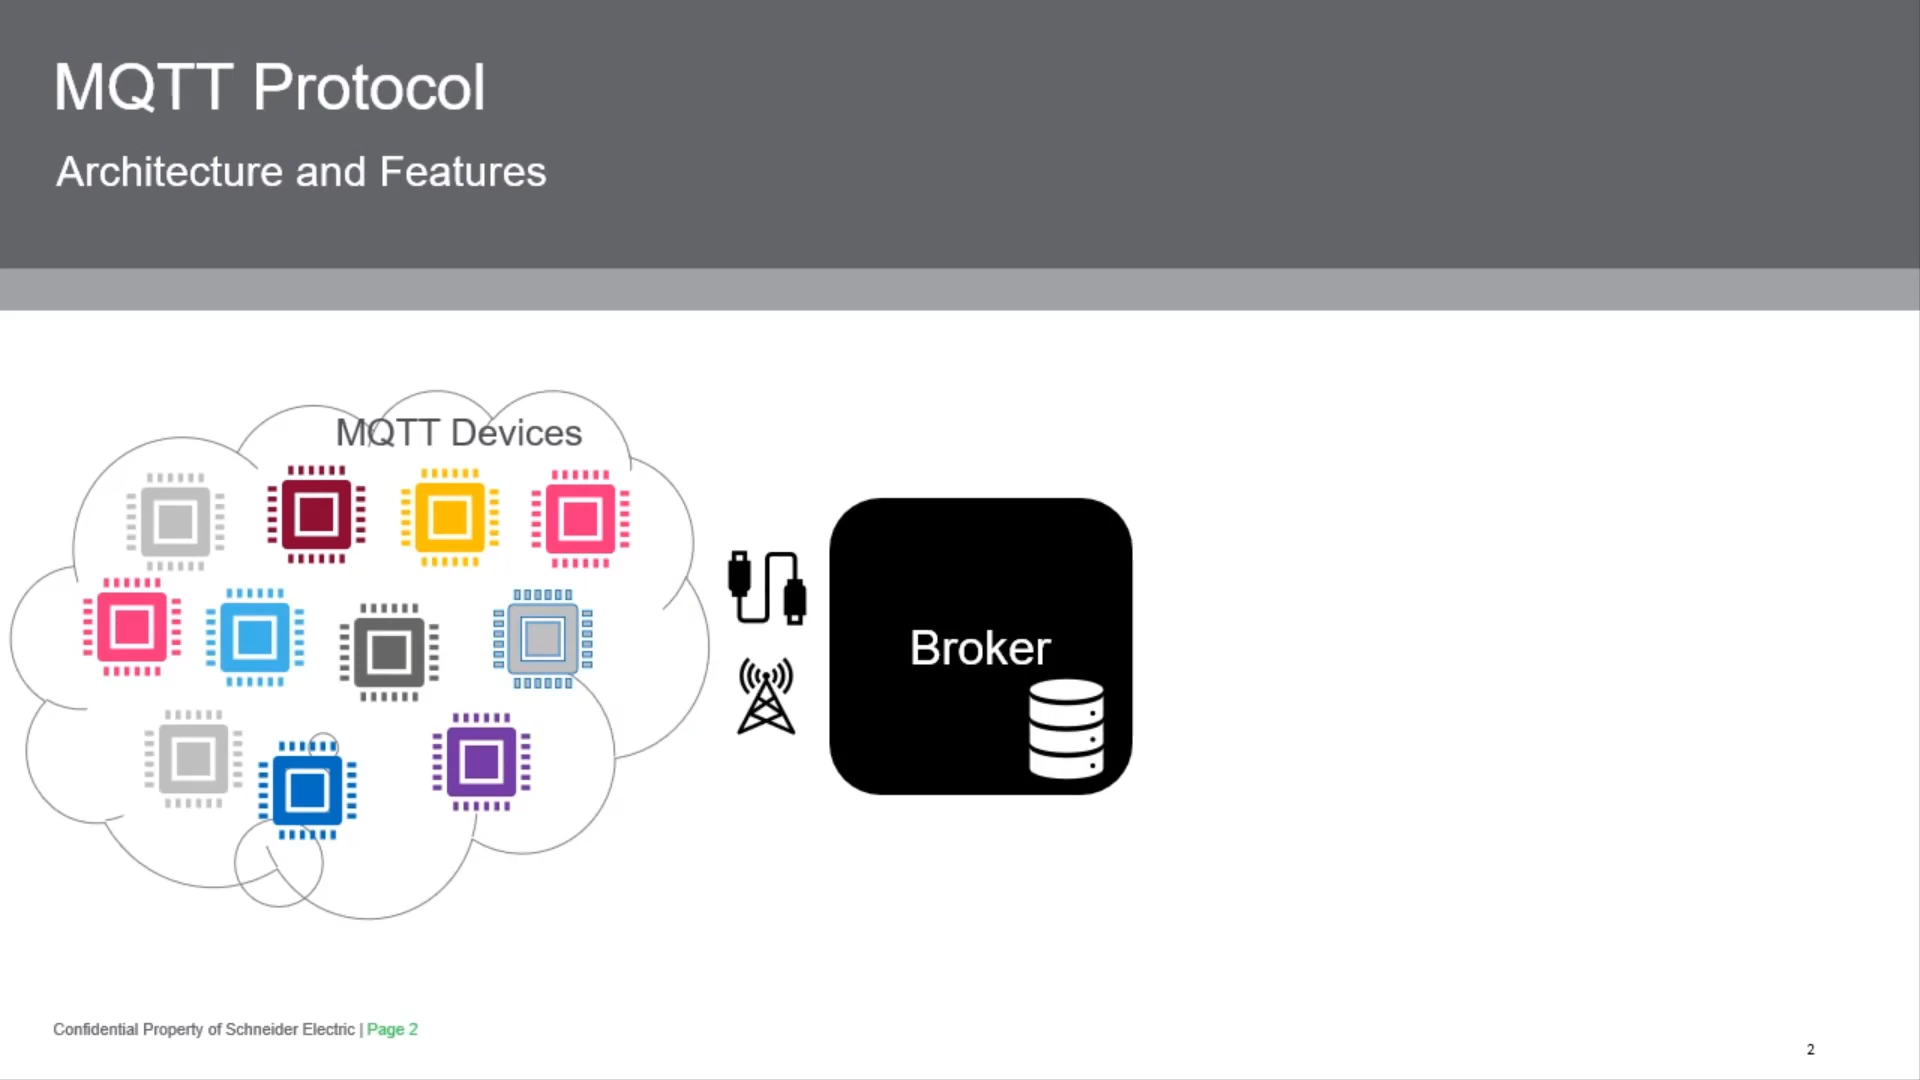 MQTT Protocol
Architecture and Features
MQTT Devices
Broker
Confidential Property of Schneider Electric | Page 2
2